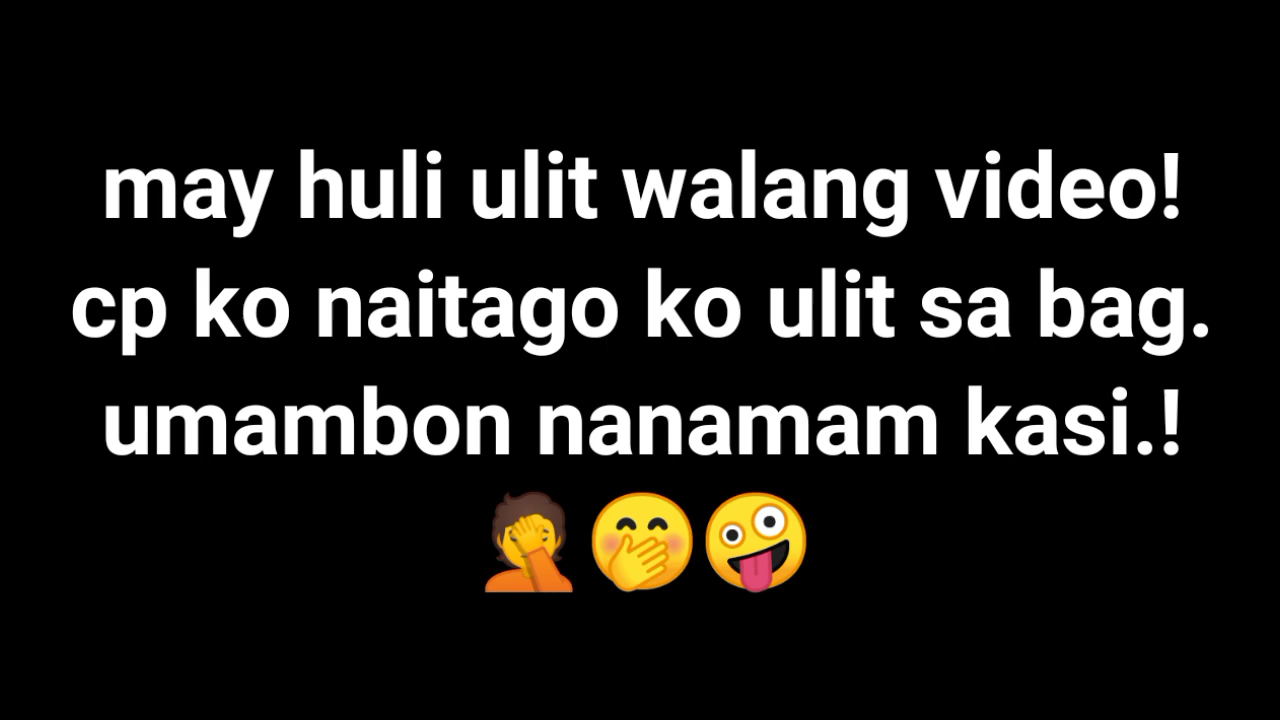 may huli ulit walang video!
cp ko naitago ko ulit sa bag.
umambon nanamam kasi.!
🤦🤭🤪